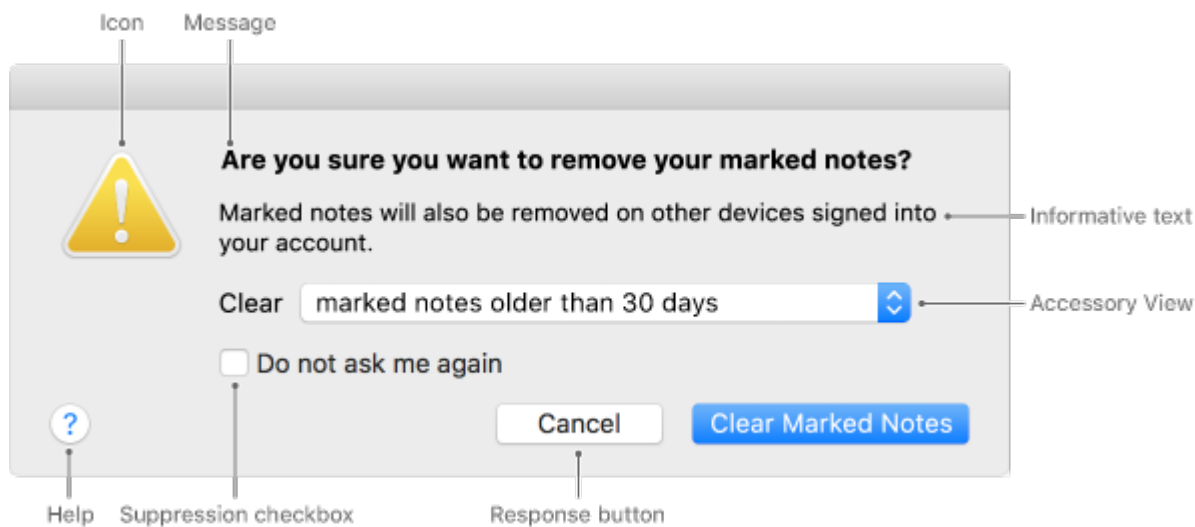 Icon
Message
Are you sure you want to remove your marked notes?
Marked notes will also be removed on other devices signed into
your account.
Informative text
Clear
marked notes older than 30 days
Accessory View
Do not ask me again
?
Cancel
Clear Marked Notes
Help
Suppression checkbox
Response button